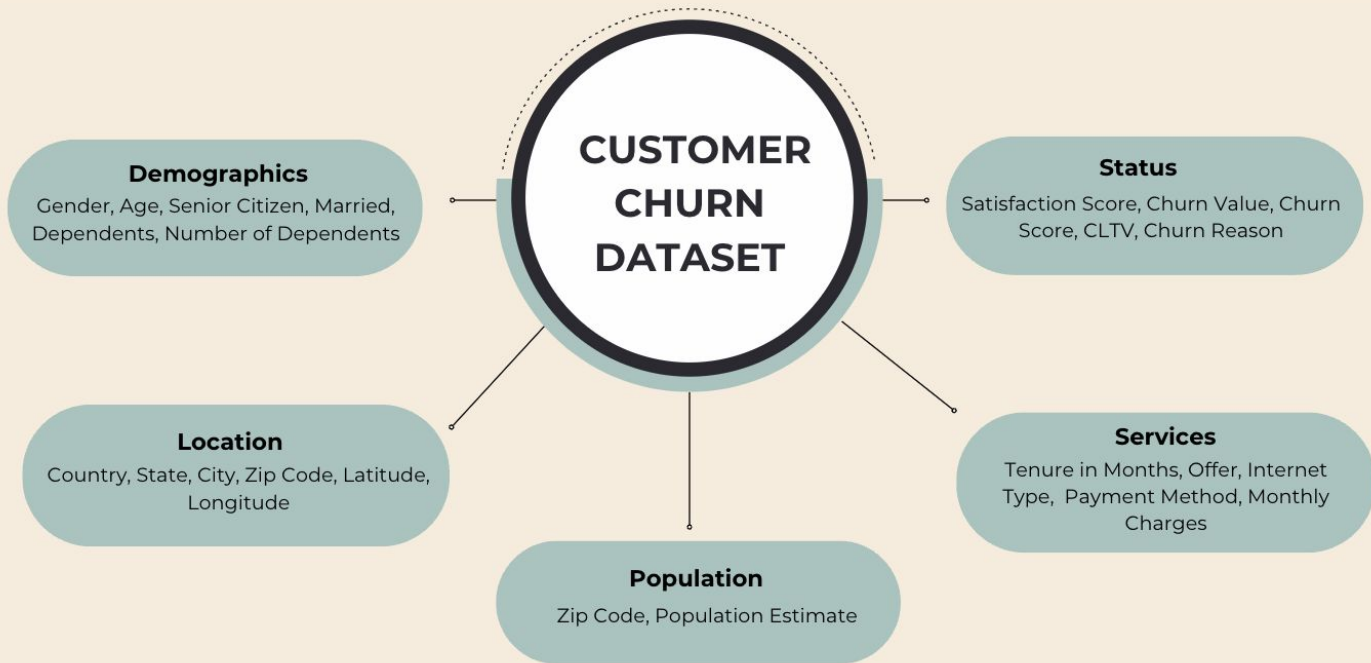 CUSTOMER
CHURN
DATASET
Demographics
Gender, Age, Senior Citizen, Married,
Dependents, Number of Dependents
Status
Satisfaction Score, Churn Value, Churn
Score, CLTV, Churn Reason
Location
Country, State, City, Zip Code, Latitude,
Longitude
Services
Tenure in Months, Offer, Internet
Type, Payment Method, Monthly
Charges
Population
Zip Code, Population Estimate